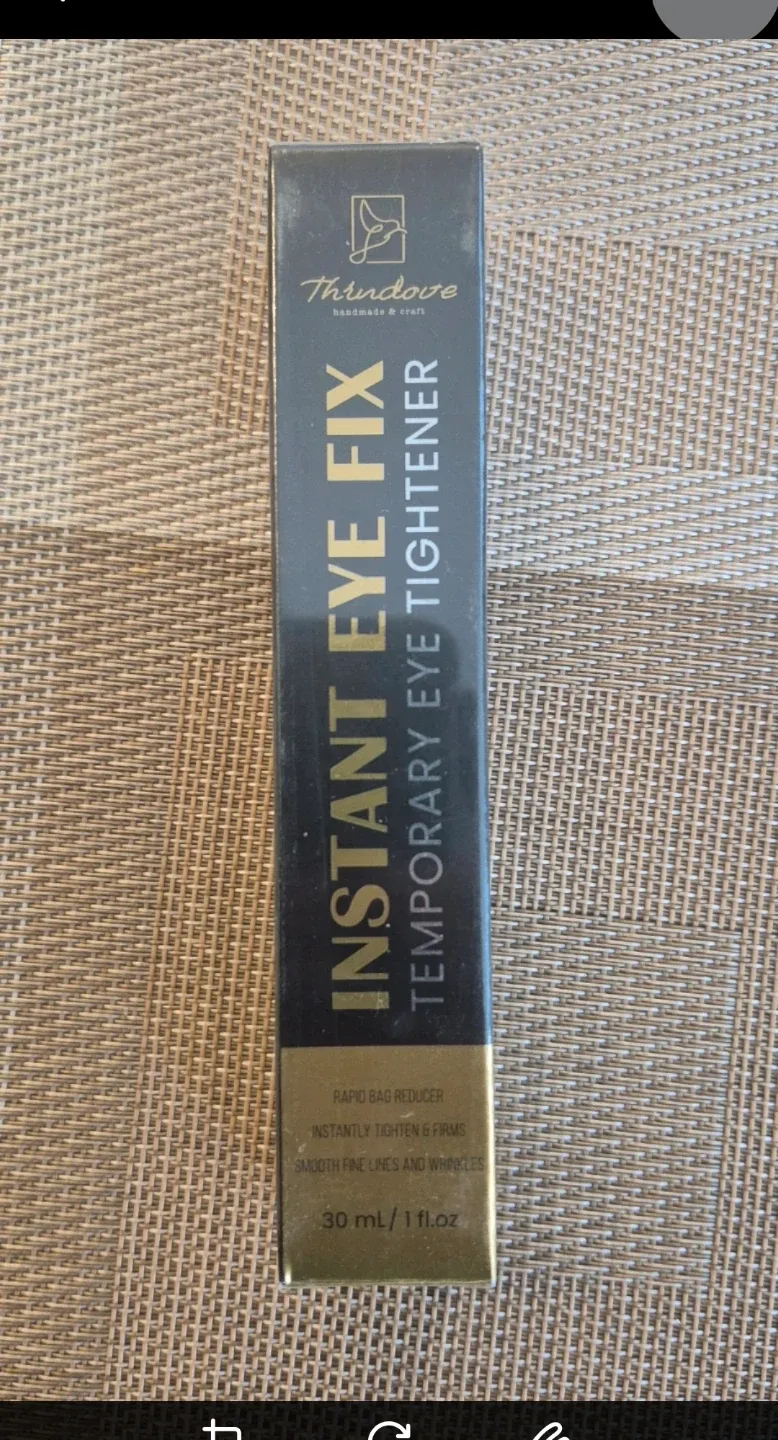 Thrndove
handmade & craft
INSTANT EYE FIX
TEMPORARY EYE TIGHTENER
RAPID BAG REDUCER
INSTANTLY TIGHTEN & FIRMS
SMOOTH FINE LINES AND WRINKLES
30 mL / 1 fl.oz